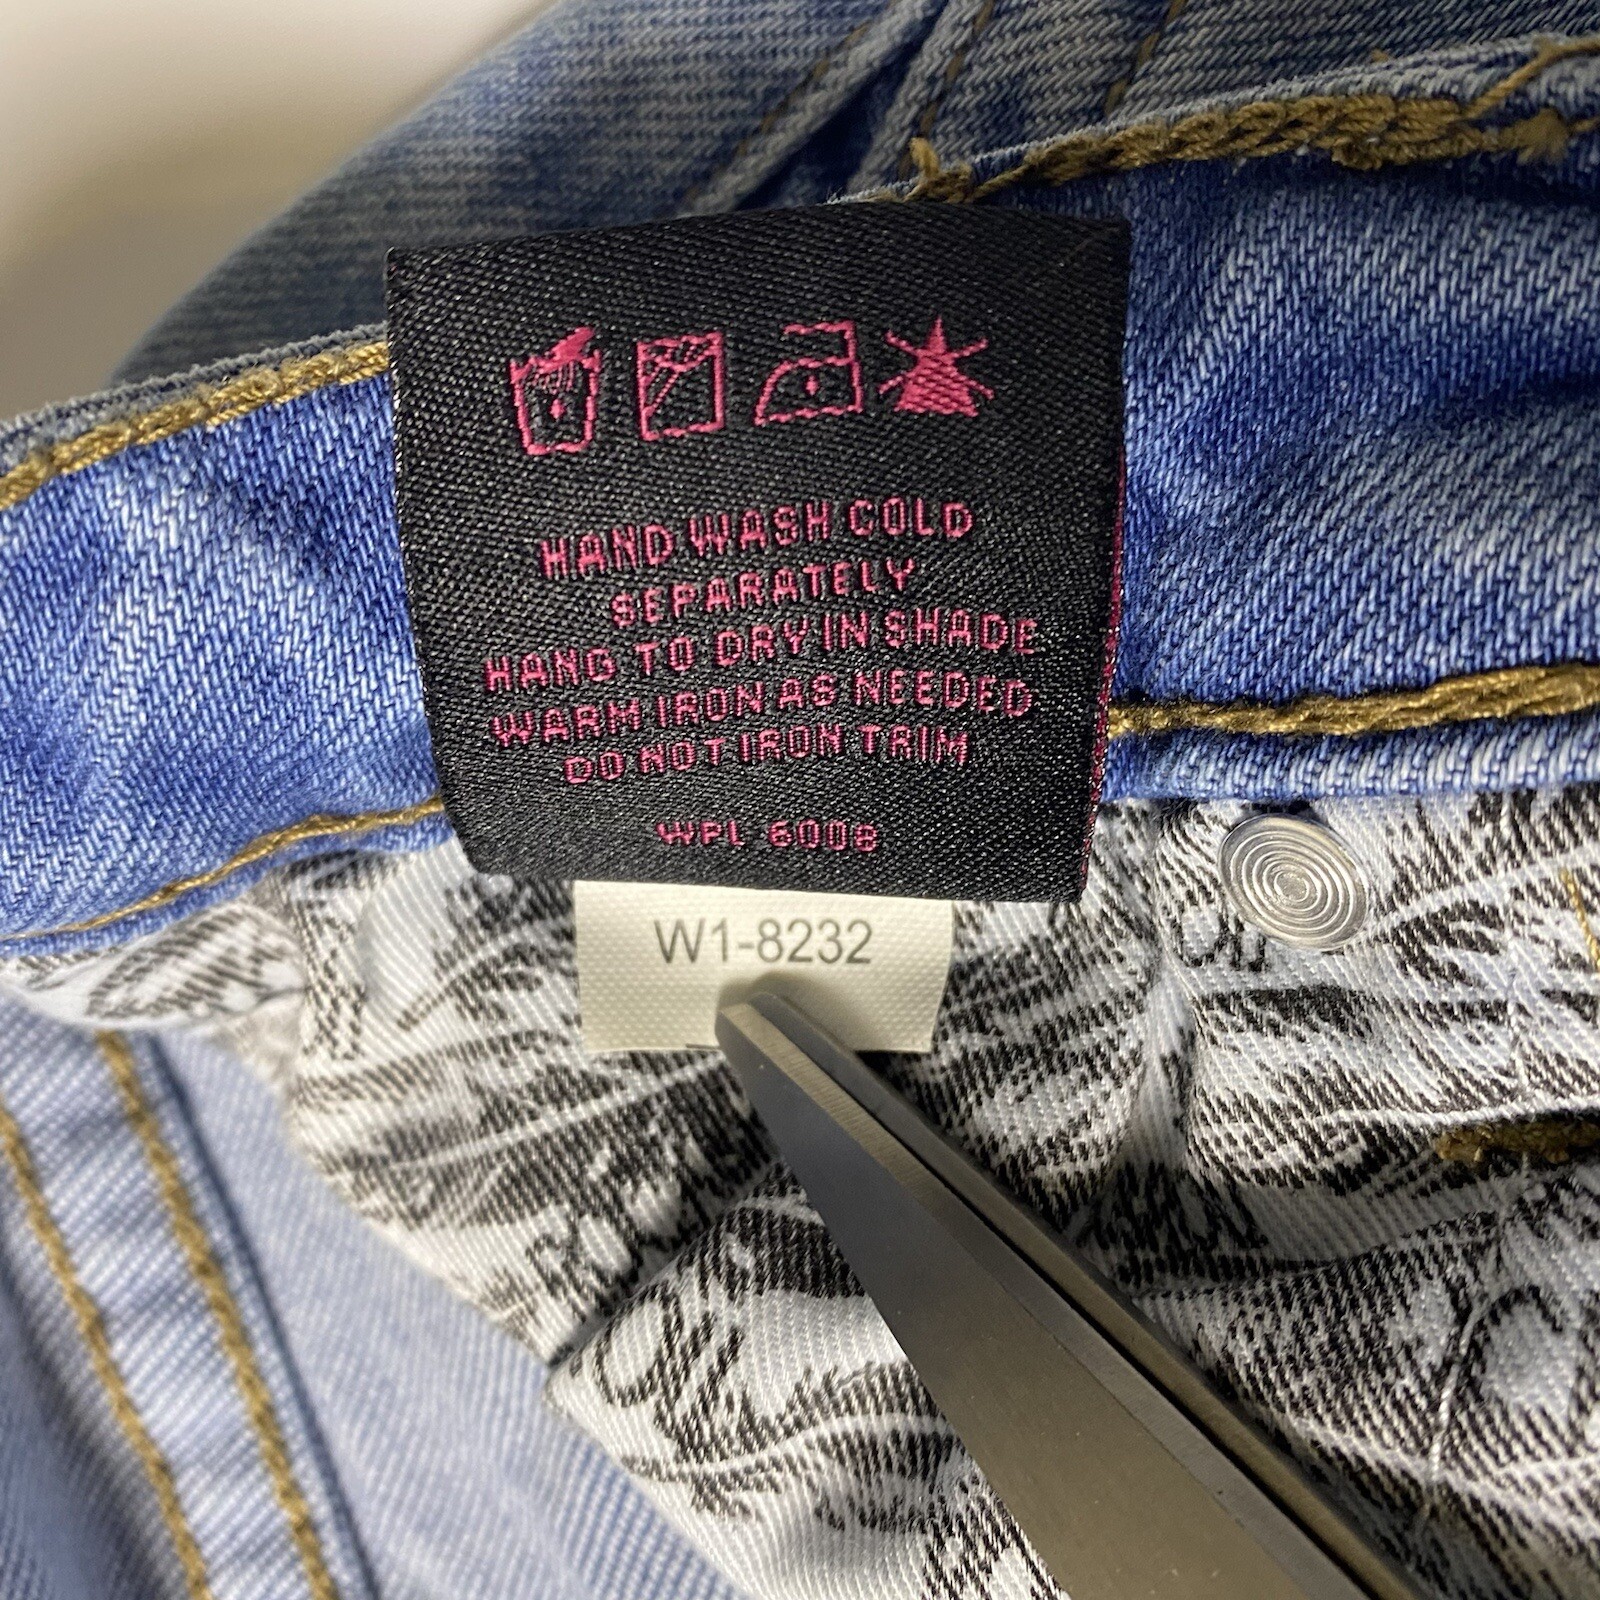 HAND WASH COLD
SEPARATELY
HANG TO DRY IN SHADE
WARM IRON AS NEEDED
DO NOT IRON TRIM
WPL 6008
W1-8232